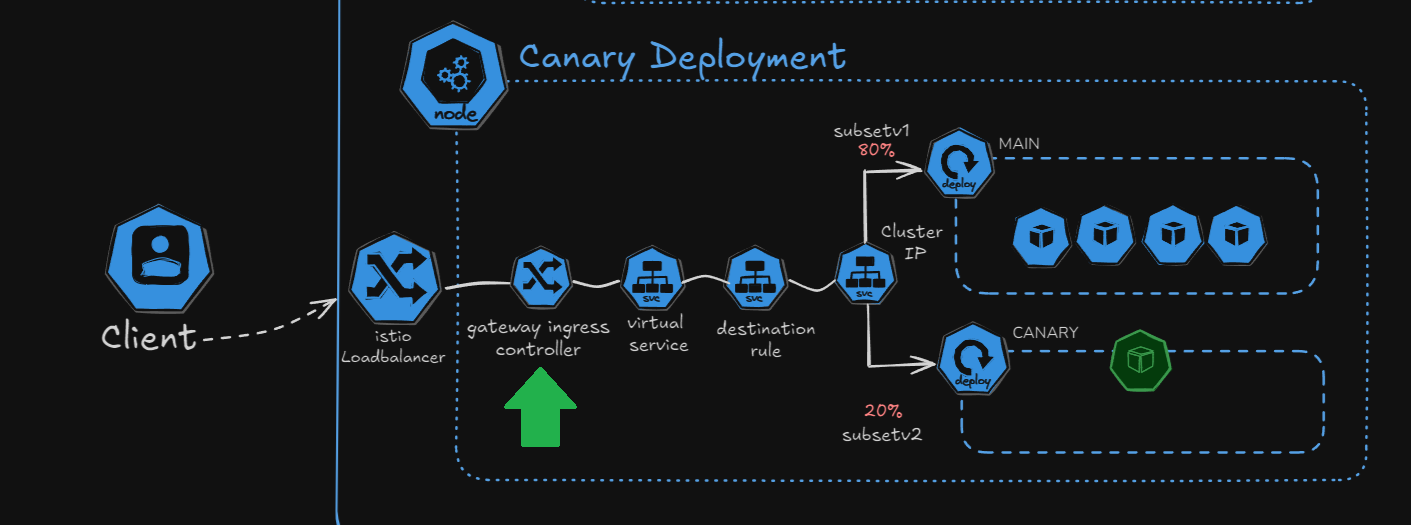 Canary Deployment
node
subsetv1
80%
deploy
MAIN
Cluster
IP
svc
svc
svc
Client
istio
Loadbalancer
gateway ingress
controller
virtual
service
destination
rule
deploy
CANARY
20%
subsetv2